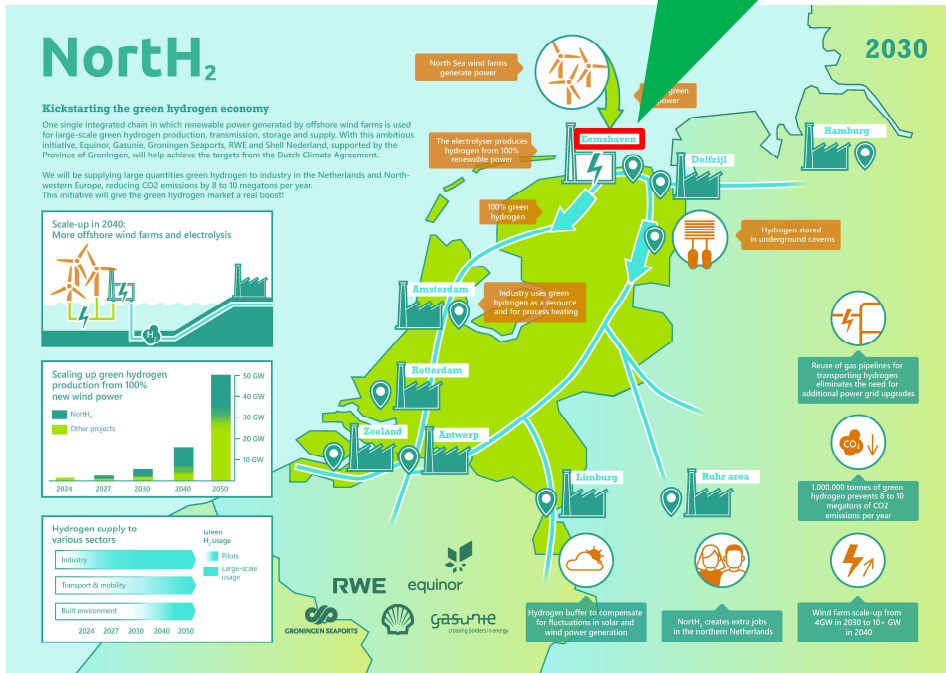 NortH2
2030
Kickstarting the green hydrogen economy
One single integrated chain in which renewable power generated by offshore wind farms is used
for large-scale green hydrogen production, transmission, storage and supply. With this ambitious
initiative, Equinor, Gasunie, Groningen Seaports, RWE and Shell Nederland, supported by the
Province of Groningen, will help achieve the targets from the Dutch Climate Agreement.
We will be supplying large quantities green hydrogen to industry in the Netherlands and North-
western Europe, reducing CO2 emissions by 8 to 10 megatons per year.
This initiative will give the green hydrogen market a real boost!
Scale-up in 2040:
More offshore wind farms and electrolysis
H2
Scaling up green hydrogen
production from 100%
new wind power
NortH2
Other projects
50 GW
40 GW
30 GW
20 GW
10 GW
2024 2027 2030 2040 2050
Hydrogen supply to
various sectors
Green
H2 usage
Pilots
Large-scale
usage
Industry
Transport & mobility
Built environment
2024 2027 2030 2040 2050
North Sea wind farms
generate power
green
power
The electrolyser produces
hydrogen from 100%
renewable power
Eemshaven
Delfzijl
Hamburg
100% green
hydrogen
Hydrogen stored
in underground caverns
Amsterdam
Industry uses green
hydrogen as a resource
and for process heating
Rotterdam
Zeeland
Antwerp
Limburg
Ruhr area
Reuse of gas pipelines for
transporting hydrogen
eliminates the need for
additional power grid upgrades
CO2
1.000.000 tonnes of green
hydrogen prevents 8 to 10
megatons of CO2
emissions per year
Wind farm scale-up from
4GW in 2030 to 10+ GW
in 2040
NortH2 creates extra jobs
in the northern Netherlands
Hydrogen buffer to compensate
for fluctuations in solar and
wind power generation
RWE
equinor
GRONINGEN SEAPORTS
gasunie
crossing borders in energy